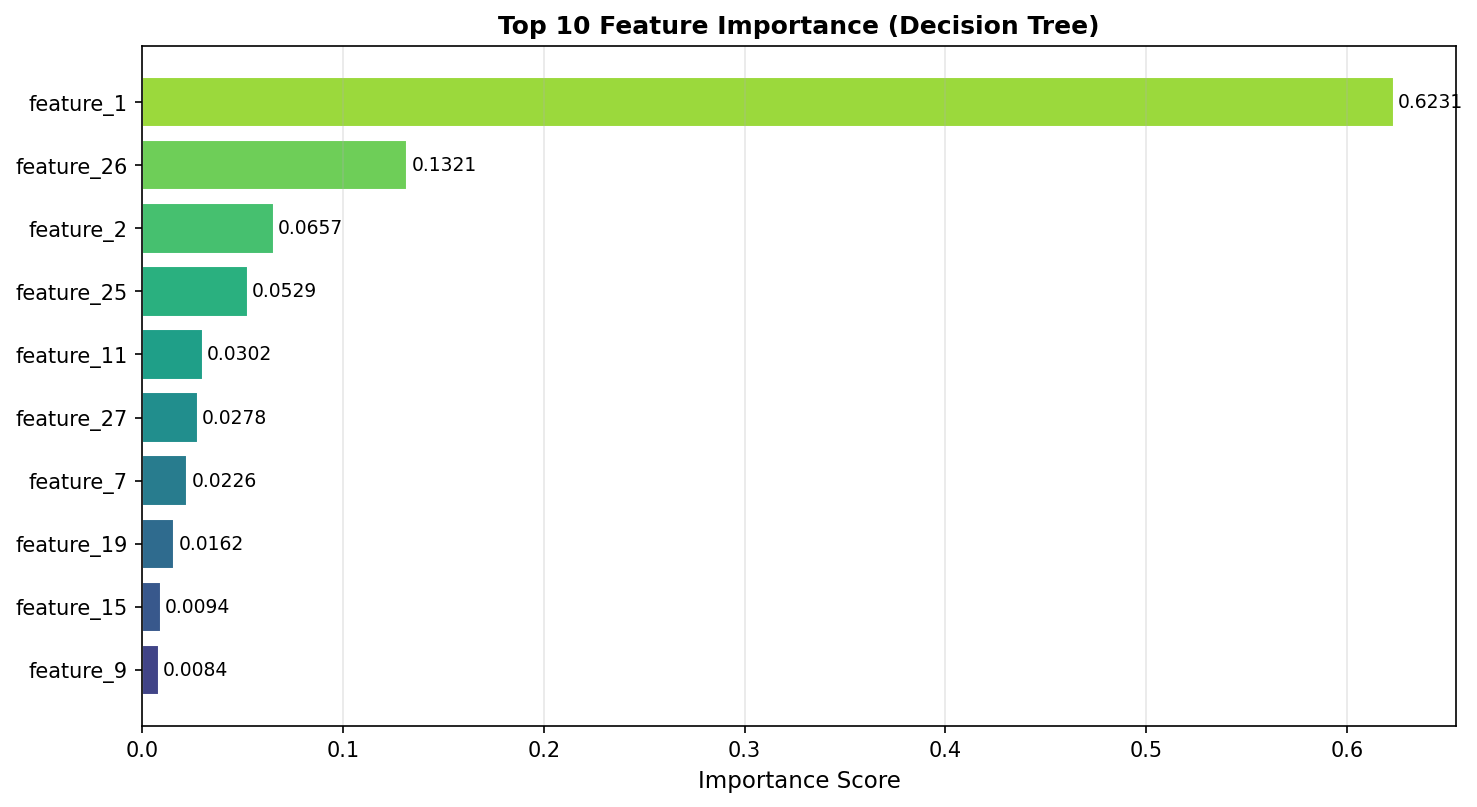 Top 10 Feature Importance (Decision Tree)
feature_1 0.6231
feature_26 0.1321
feature_2 0.0657
feature_25 0.0529
feature_11 0.0302
feature_27 0.0278
feature_7 0.0226
feature_19 0.0162
feature_15 0.0094
feature_9 0.0084
0.0 0.1 0.2 0.3 0.4 0.5 0.6
Importance Score